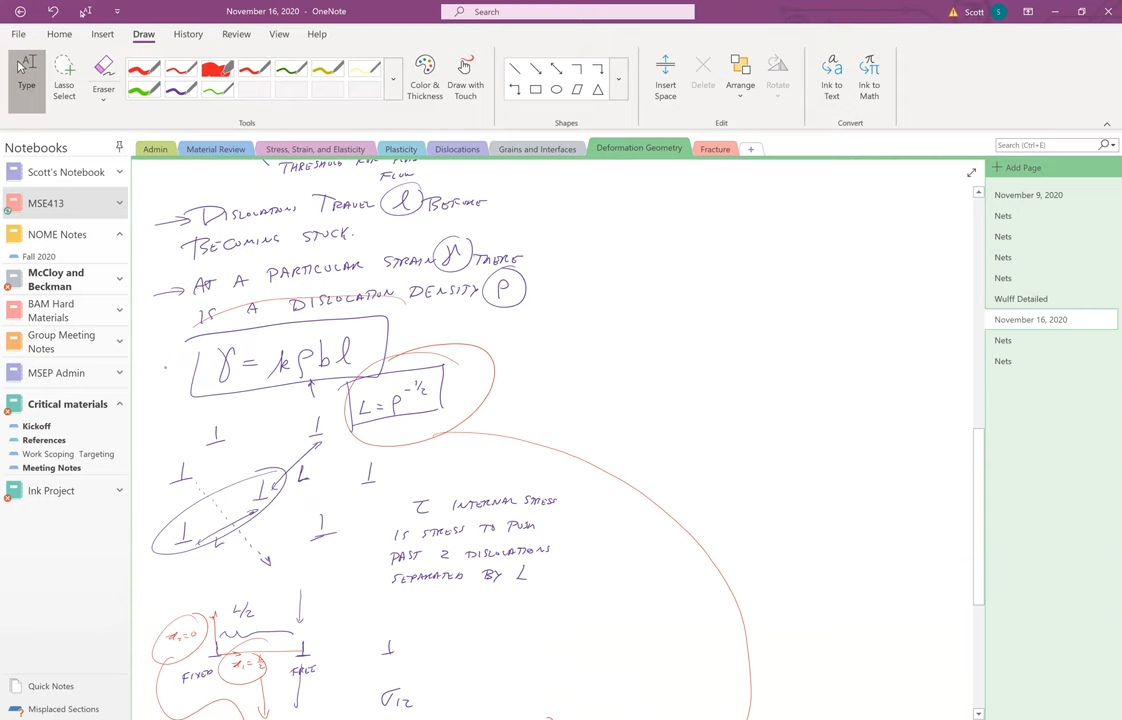 November 16, 2020 - OneNote
Search
Scott
S
File
Home
Insert
Draw
History
Review
View
Help
Type
Lasso
Select
Eraser
Color &
Thickness
Draw with
Touch
Insert
Space
Delete
Arrange
Rotate
Ink to
Text
Ink to
Math
Tools
Shapes
Edit
Convert
Notebooks
Admin
Material Review
Stress, Strain, and Elasticity
Plasticity
Dislocations
Grains and Interfaces
Deformation Geometry
Fracture
Search (Ctrl+E)
Scott's Notebook
MSE413
NOME Notes
Fall 2020
McCloy and
Beckman
BAM Hard
Materials
Group Meeting
Notes
MSEP Admin
Critical materials
Kickoff
References
Work Scoping Targeting
Meeting Notes
Ink Project
Quick Notes
Misplaced Sections
THRESHOLD FOR
FLOW
→ DISLOCATIONS TRAVEL l BEFORE
BECOMING STUCK.
→ AT A PARTICULAR STRAIN γ THERE
IS A DISLOCATION DENSITY ρ
γ = kρbl
L = ρ^-1/2
L
L
τ INTERNAL STRESS
IS STRESS TO PUSH
PAST 2 DISLOCATIONS
SEPARATED BY L
L/2
FIXED
FREE
σ12
Add Page
November 9, 2020
Nets
Nets
Nets
Nets
Wulff Detailed
November 16, 2020
Nets
Nets